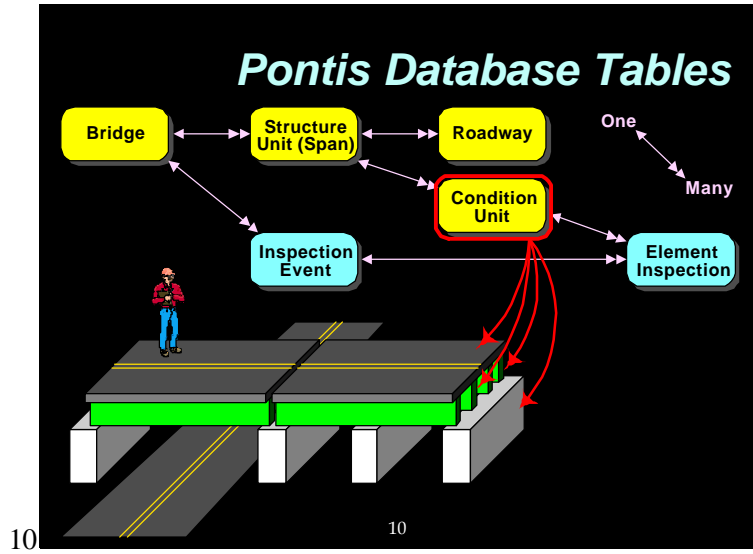 Pontis Database Tables
Bridge
Structure
Unit (Span)
Roadway
One
Many
Condition
Unit
Inspection
Event
Element
Inspection
10
10